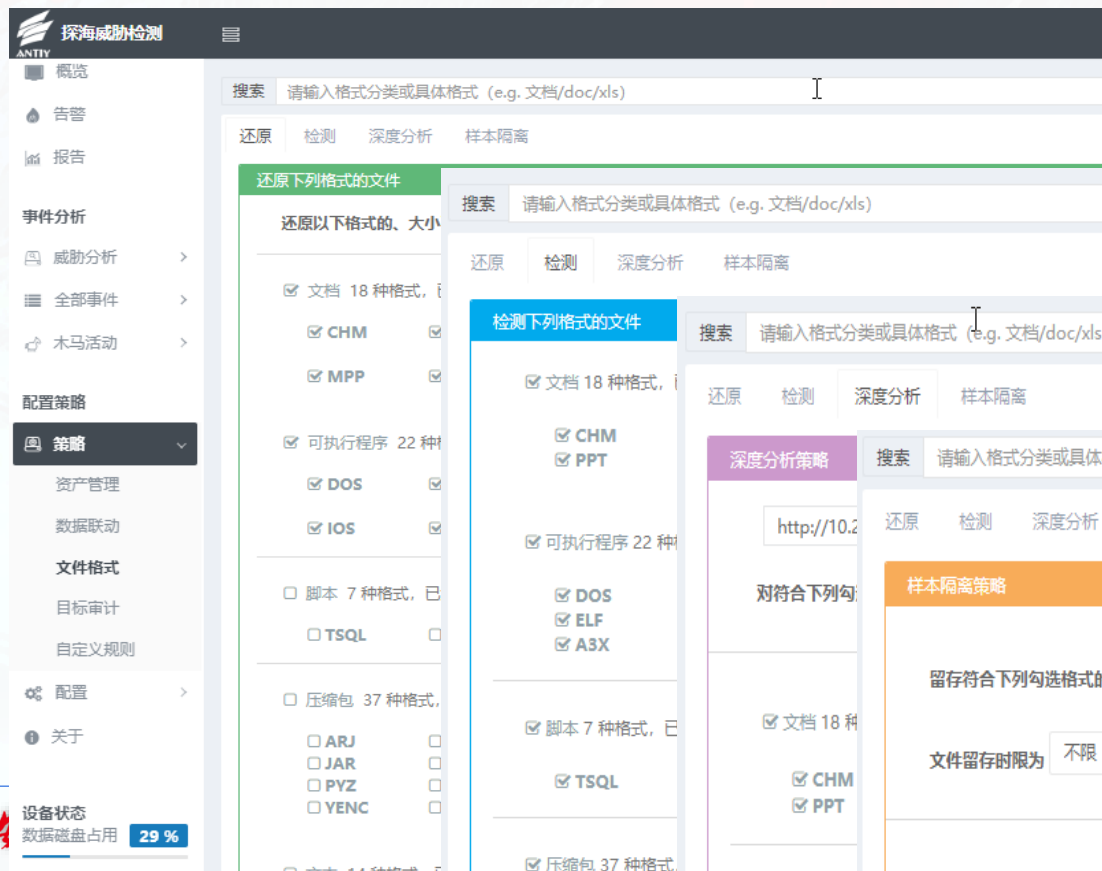 ANTIY
探海威胁检测
概览
告警
报告
事件分析
威胁分析
全部事件
木马活动
配置策略
策略
资产管理
数据联动
文件格式
目标审计
自定义规则
配置
关于
设备状态
数据磁盘占用 29 %
搜索 请输入格式分类或具体格式 (e.g. 文档/doc/xls)
还原 检测 深度分析 样本隔离
还原下列格式的文件
还原以下格式的、大小
文档 18 种格式,
CHM
MPP
可执行程序 22 种
DOS
IOS
脚本 7 种格式, 已
TSQL
压缩包 37 种格式,
ARJ
JAR
PYZ
YENC
搜索 请输入格式分类或具体格式 (e.g. 文档/doc/xls)
还原 检测 深度分析 样本隔离
检测下列格式的文件
文档 18 种格式,
CHM
PPT
可执行程序 22 种
DOS
ELF
A3X
脚本 7 种格式, 已
TSQL
压缩包 37 种格式
搜索 请输入格式分类或具体格式 (e.g. 文档/doc/xls
还原 检测 深度分析 样本隔离
深度分析策略
http://10.2
对符合下列勾
文档 18 种
CHM
PPT
搜索 请输入格式分类或具体
还原 检测 深度分析
样本隔离策略
留存符合下列勾选格式的
文件留存时限为 不限